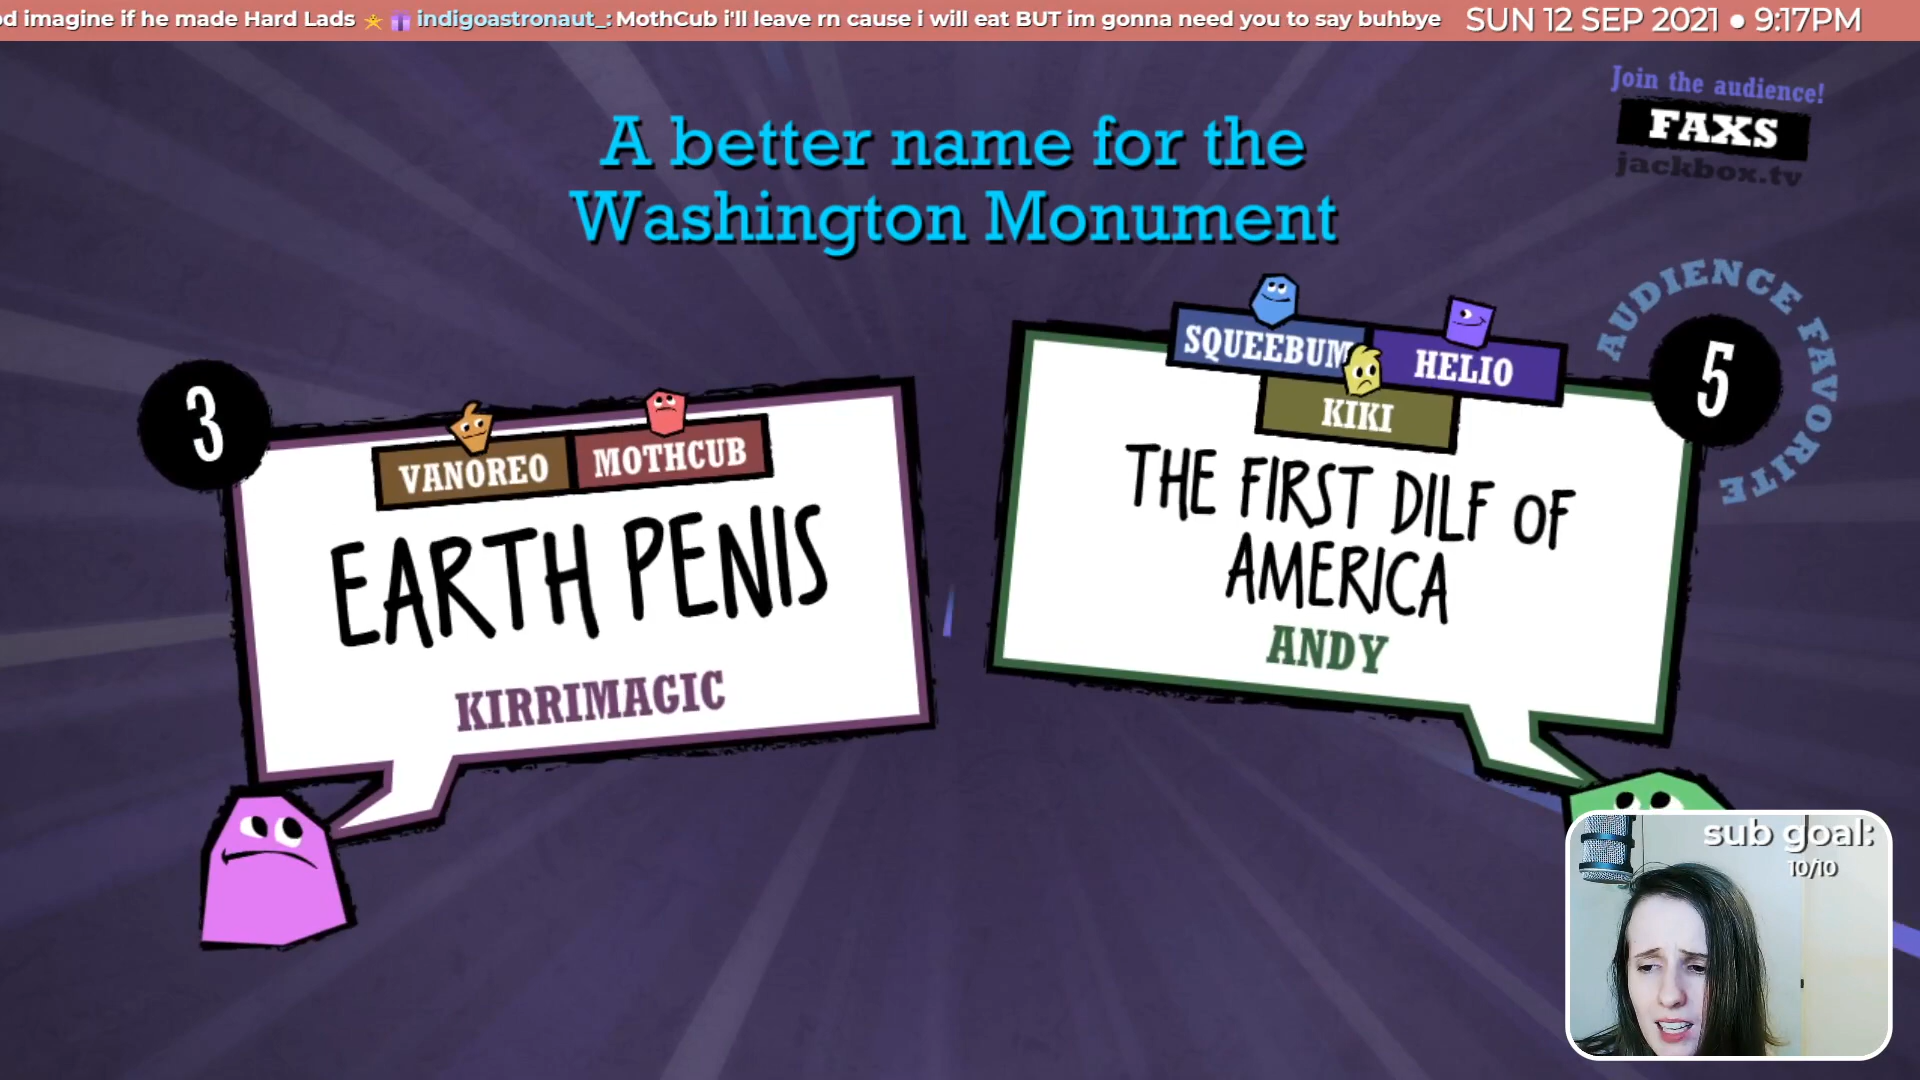 od imagine if he made Hard Lads indigoastronaut_: MothCub i'll leave rn cause i will eat BUT im gonna need you to say buhbye
SUN 12 SEP 2021 ● 9:17PM
Join the audience!
FAXS
jackbox.tv
A better name for the
Washington Monument
AUDIENCE FAVORITE
3
VANOREO
MOTHCUB
EARTH PENIS
KIRRIMAGIC
5
SQUEEBUM
HELIO
KIKI
THE FIRST DILF OF
AMERICA
ANDY
sub goal:
10/10